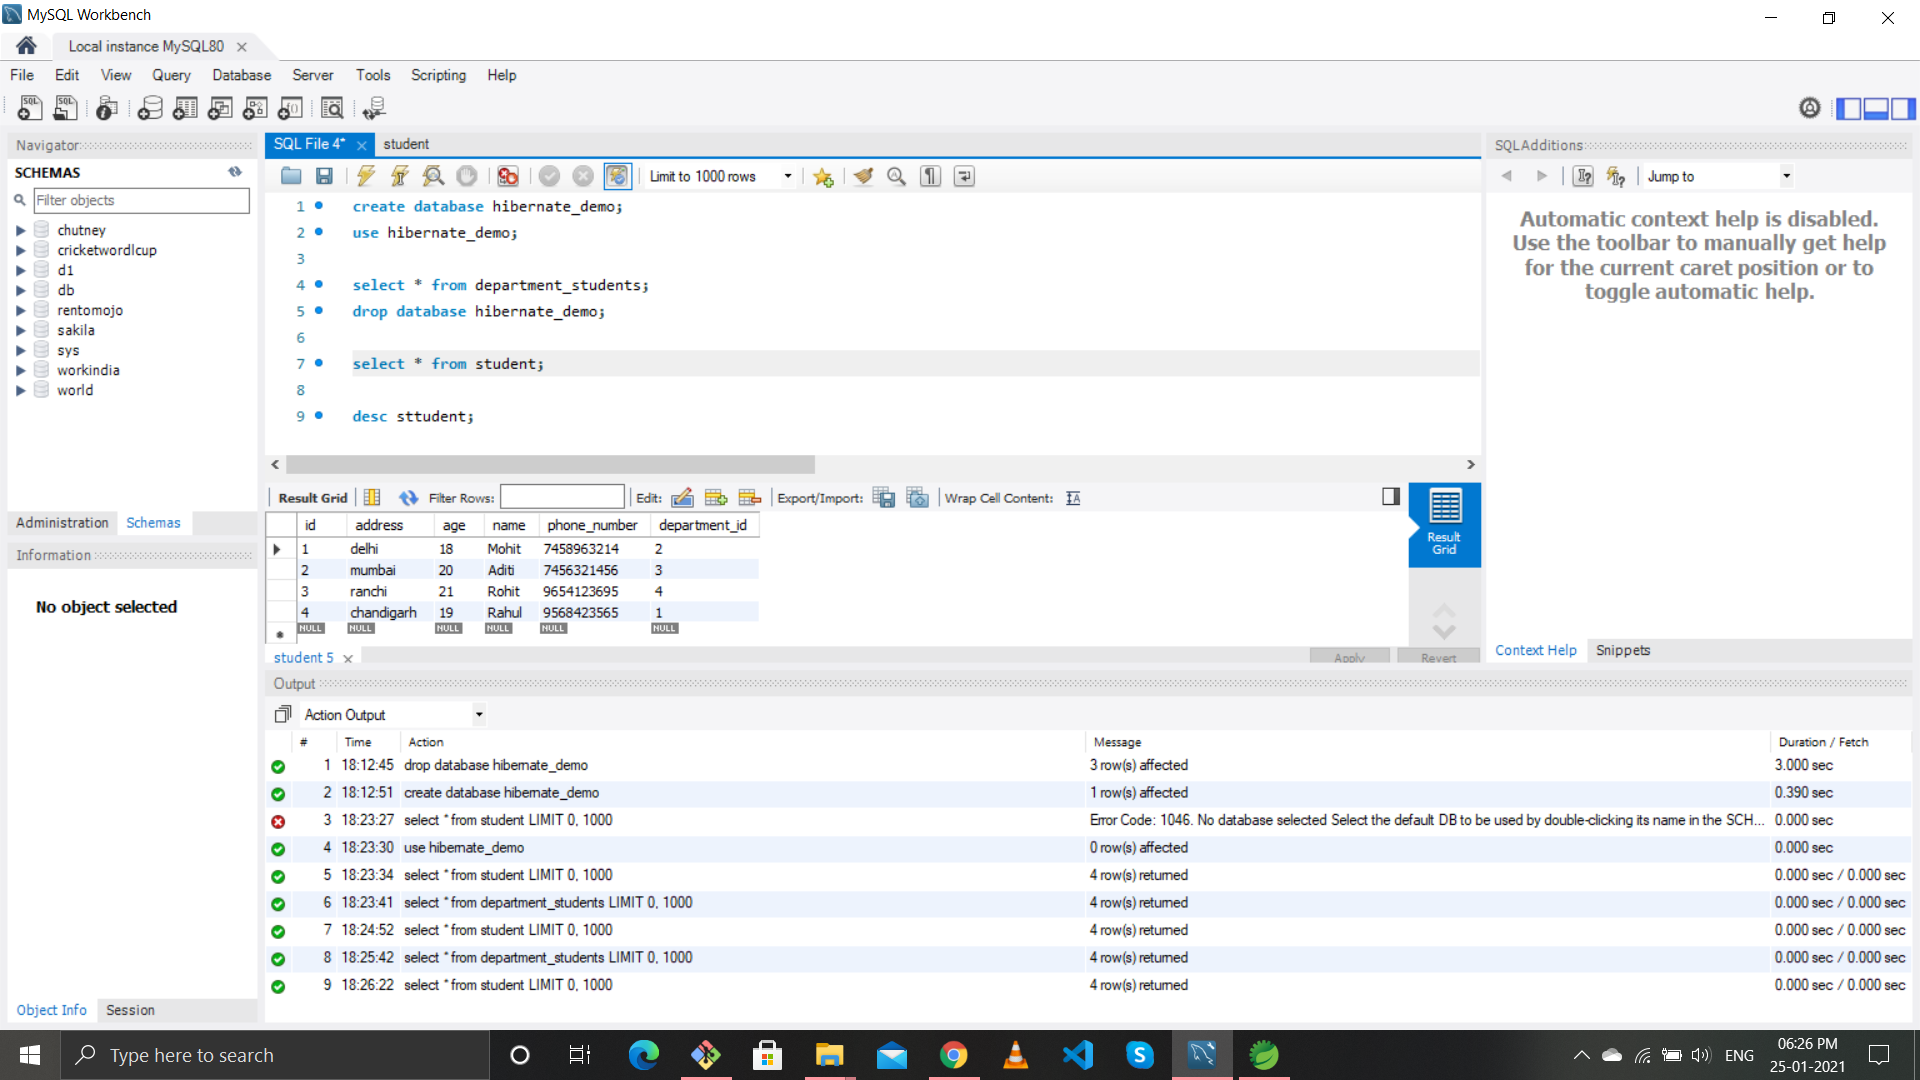 MySQL Workbench
Local instance MySQL80
File Edit View Query Database Server Tools Scripting Help
Navigator
SCHEMAS
Filter objects
chutney
cricketwordlcup
d1
db
rentomojo
sakila
sys
workindia
world
Administration Schemas
Information
No object selected
Object Info Session
SQL File 4* student
Limit to 1000 rows
1 create database hibernate_demo;
2 use hibernate_demo;
3
4 select * from department_students;
5 drop database hibernate_demo;
6
7 select * from student;
8
9 desc sttudent;
Result Grid Filter Rows: Edit: Export/Import: Wrap Cell Content:
id address age name phone_number department_id
1 delhi 18 Mohit 7458963214 2
2 mumbai 20 Aditi 7456321456 3
3 ranchi 21 Rohit 9654123695 4
4 chandigarh 19 Rahul 9568423565 1
NULL NULL NULL NULL NULL NULL
Result
Grid
student 5 Apply Revert
SQLAdditions
Jump to
Automatic context help is disabled.
Use the toolbar to manually get help
for the current caret position or to
toggle automatic help.
Context Help Snippets
Output
Action Output
# Time Action Message Duration / Fetch
1 18:12:45 drop database hibernate_demo 3 row(s) affected 3.000 sec
2 18:12:51 create database hibernate_demo 1 row(s) affected 0.390 sec
3 18:23:27 select * from student LIMIT 0, 1000 Error Code: 1046. No database selected Select the default DB to be used by double-clicking its name in the SCH... 0.000 sec
4 18:23:30 use hibernate_demo 0 row(s) affected 0.000 sec
5 18:23:34 select * from student LIMIT 0, 1000 4 row(s) returned 0.000 sec / 0.000 sec
6 18:23:41 select * from department_students LIMIT 0, 1000 4 row(s) returned 0.000 sec / 0.000 sec
7 18:24:52 select * from student LIMIT 0, 1000 4 row(s) returned 0.000 sec / 0.000 sec
8 18:25:42 select * from department_students LIMIT 0, 1000 4 row(s) returned 0.000 sec / 0.000 sec
9 18:26:22 select * from student LIMIT 0, 1000 4 row(s) returned 0.000 sec / 0.000 sec
Type here to search
ENG
06:26 PM
25-01-2021